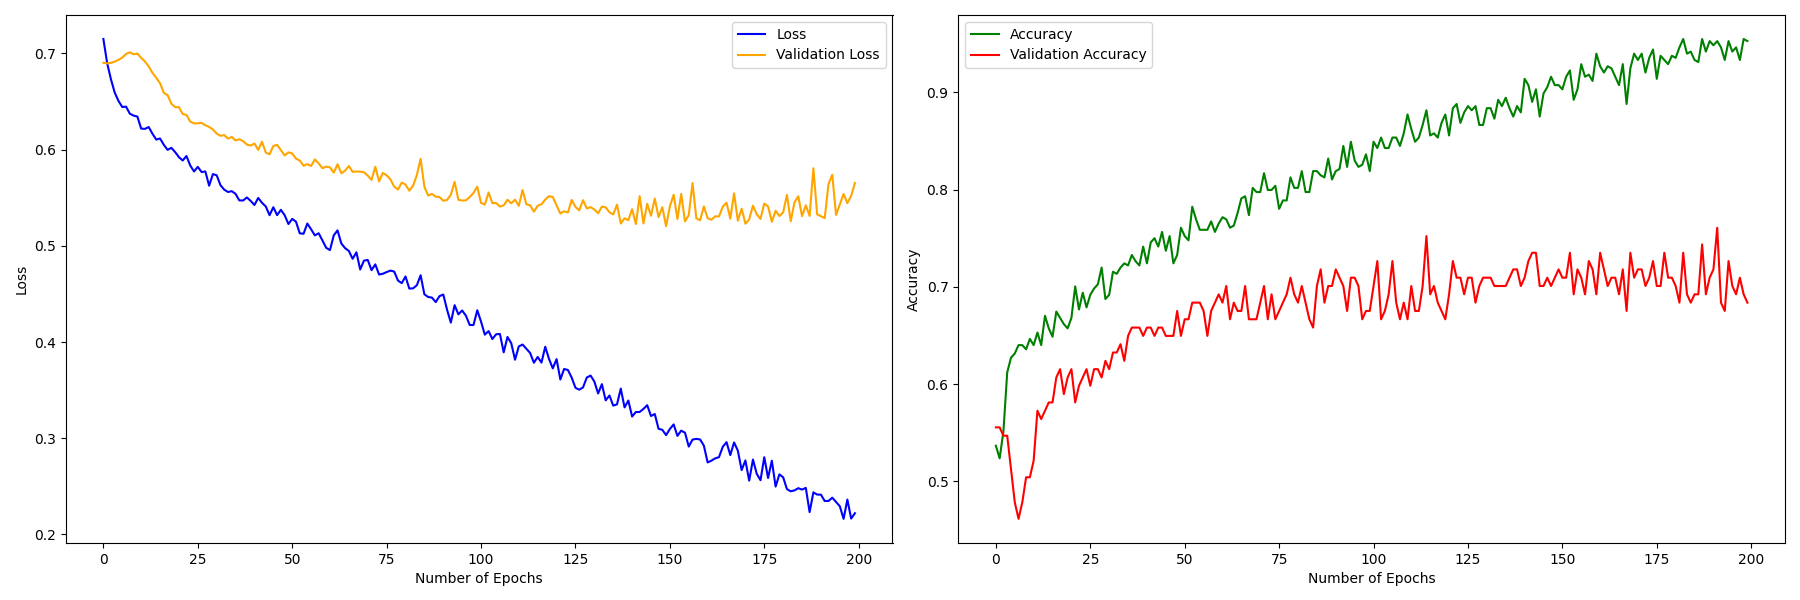 Loss
Validation Loss
0.7
0.6
0.5
0.4
0.3
0.2
Loss
0 25 50 75 100 125 150 175 200
Number of Epochs
Accuracy
Validation Accuracy
0.9
0.8
0.7
0.6
0.5
Accuracy
0 25 50 75 100 125 150 175 200
Number of Epochs